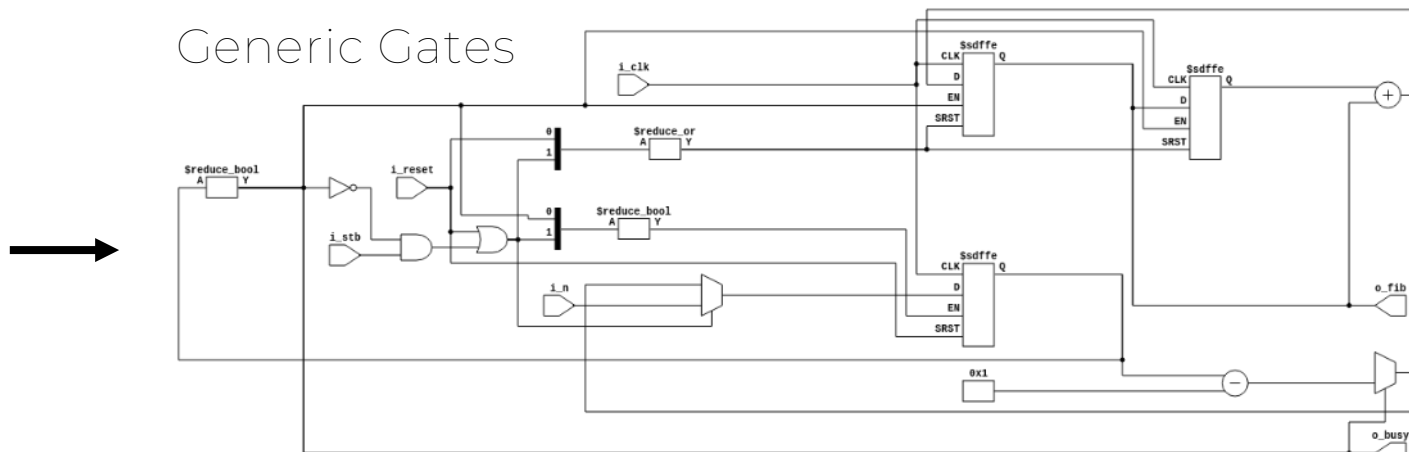 Generic Gates
i_clk
$sdffe
CLK
Q
D
EN
SRST
$sdffe
CLK
Q
D
EN
SRST
+
0
1
$reduce_or
A
Y
i_reset
$reduce_bool
A
Y
0
1
$reduce_bool
A
Y
i_stb
i_n
$sdffe
CLK
Q
D
EN
SRST
o_fib
0x1
−
o_busy